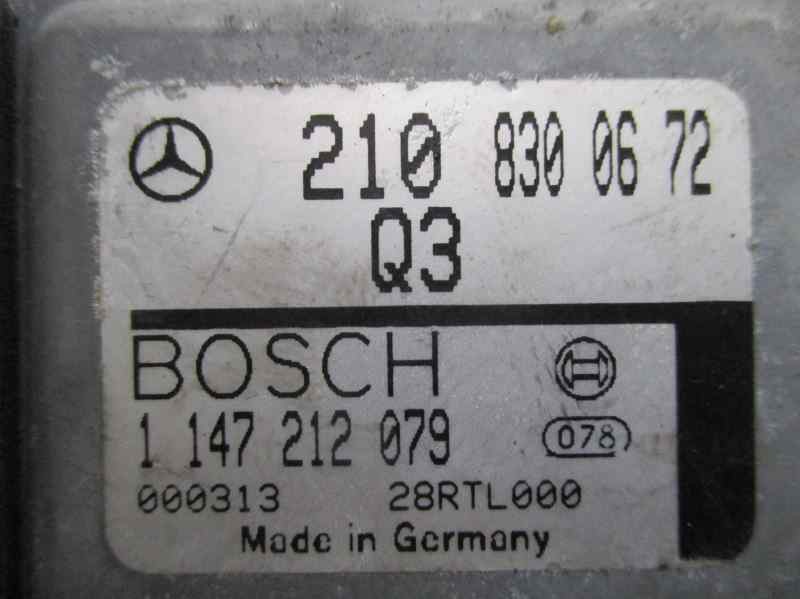 210 830 06 72
Q3
BOSCH
1 147 212 079 078
000313 28RTL000
Made in Germany